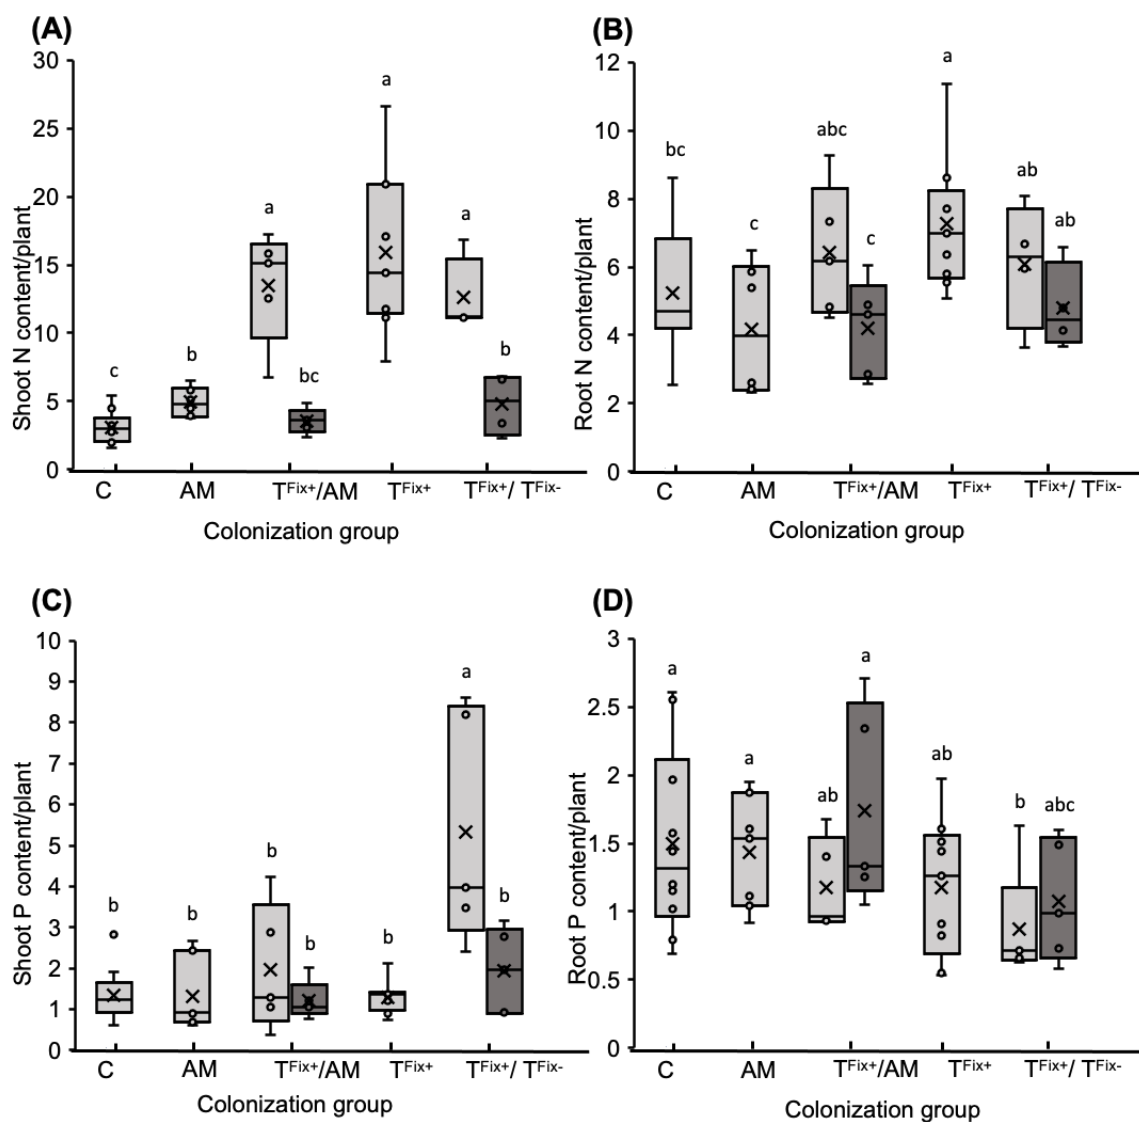 (A)
Shoot N content/plant
30
25
20
15
10
5
0
c
b
a
bc
a
a
b
C AM TFix+/AM TFix+ TFix+/ TFix-
Colonization group
(B)
Root N content/plant
12
10
8
6
4
2
0
bc
c
abc
c
a
ab
ab
C AM TFix+/AM TFix+ TFix+/ TFix-
Colonization group
(C)
Shoot P content/plant
10
9
8
7
6
5
4
3
2
1
0
b
b
b
b
b
a
b
C AM TFix+/AM TFix+ TFix+/ TFix-
Colonization group
(D)
Root P content/plant
3
2.5
2
1.5
1
0.5
0
a
a
ab
a
ab
b
abc
C AM TFix+/AM TFix+ TFix+/ TFix-
Colonization group